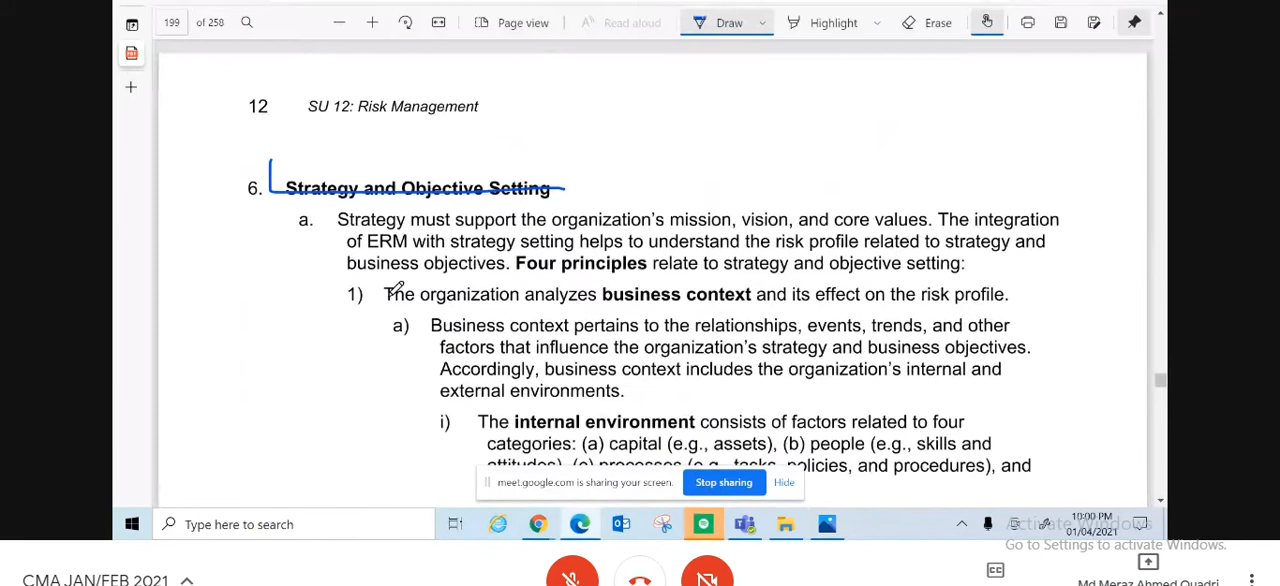 199 of 258 Page view Read aloud Draw Highlight Erase
12 SU 12: Risk Management
6. Strategy and Objective Setting
a. Strategy must support the organization's mission, vision, and core values. The integration
of ERM with strategy setting helps to understand the risk profile related to strategy and
business objectives. Four principles relate to strategy and objective setting:
1) The organization analyzes business context and its effect on the risk profile.
a) Business context pertains to the relationships, events, trends, and other
factors that influence the organization's strategy and business objectives.
Accordingly, business context includes the organization's internal and
external environments.
i) The internal environment consists of factors related to four
categories: (a) capital (e.g., assets), (b) people (e.g., skills and
attitudes), (c) processes (e.g., tasks, policies, and procedures), and
meet.google.com is sharing your screen. Stop sharing Hide
Type here to search
10:00 PM
01/04/2021
Activate Windows
Go to Settings to activate Windows.
CMA JAN/FEB 2021
Md Meraz Ahmed Quadri